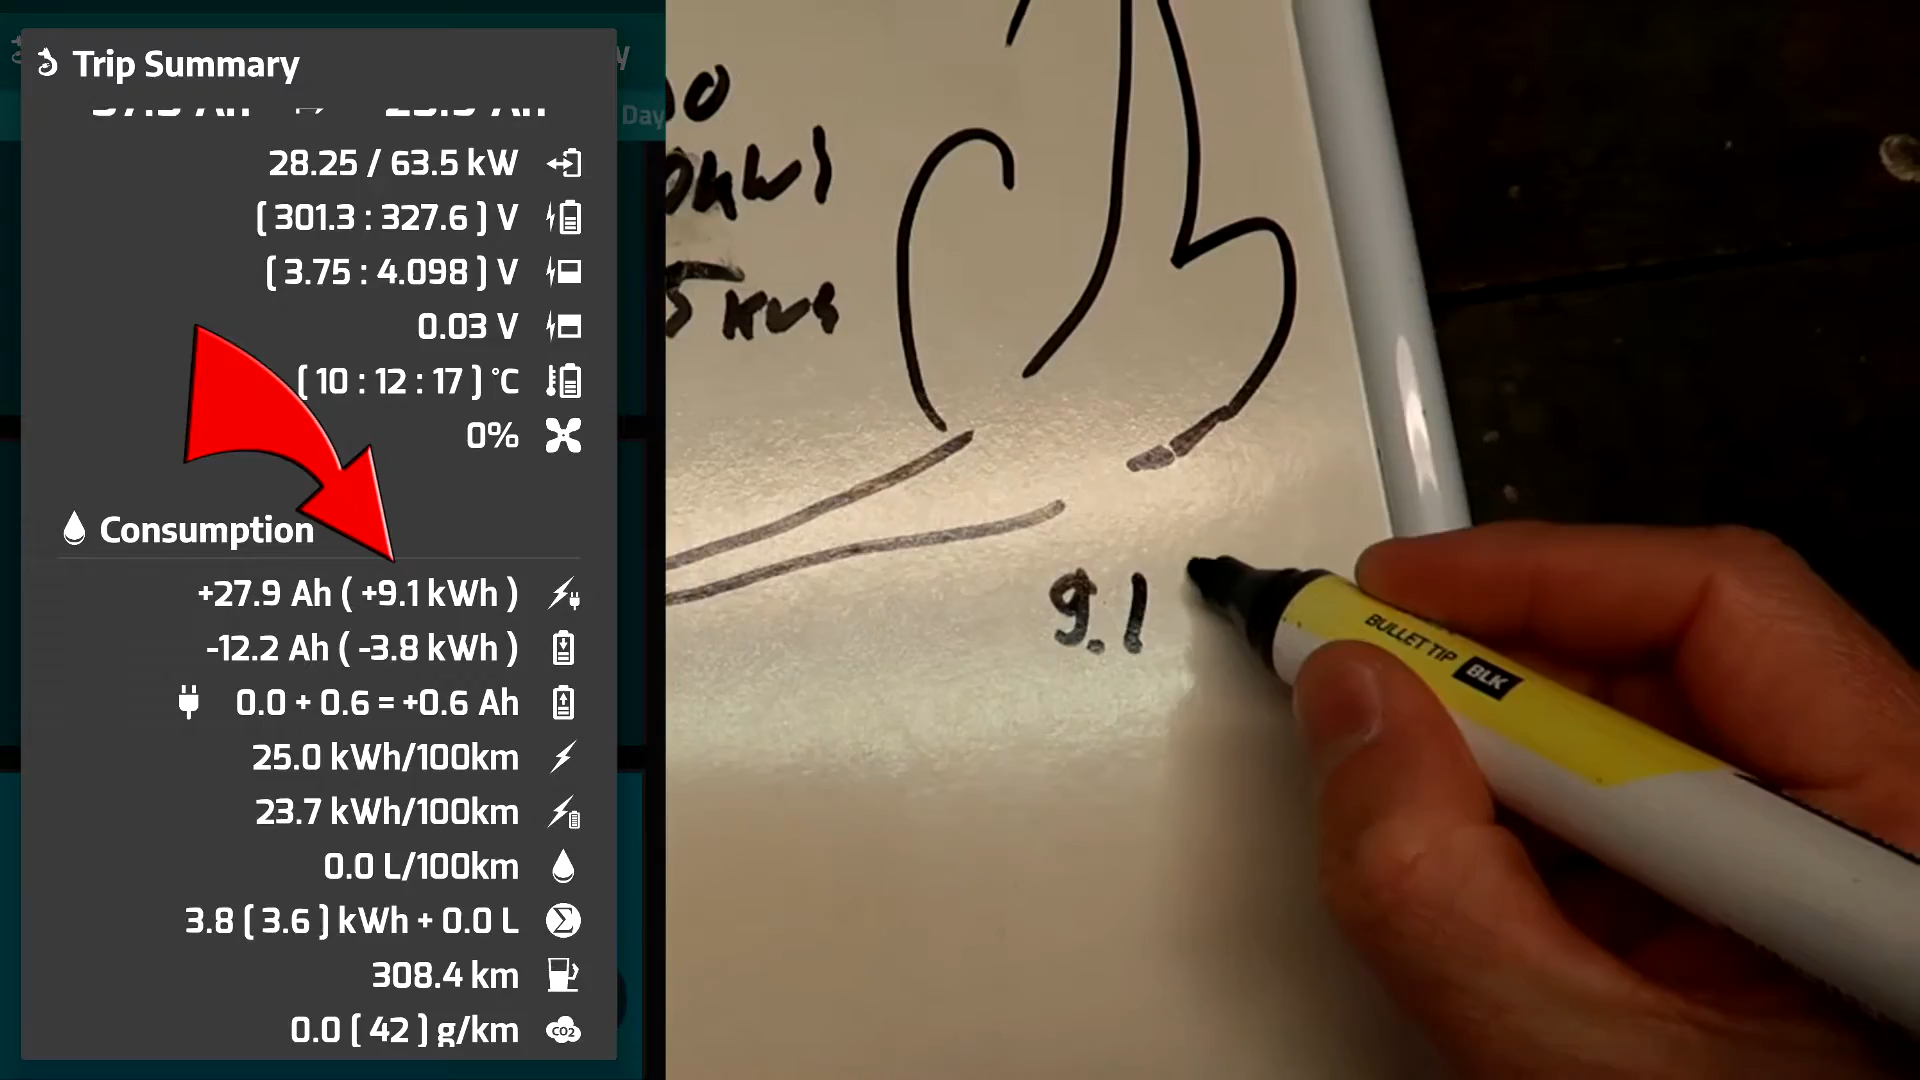 Trip Summary
Day
28.25 / 63.5 kW
[ 301.3 : 327.6 ] V
[ 3.75 : 4.098 ] V
0.03 V
[ 10 : 12 : 17 ] °C
0%
Consumption
+27.9 Ah ( +9.1 kWh )
-12.2 Ah ( -3.8 kWh )
0.0 + 0.6 = +0.6 Ah
25.0 kWh/100km
23.7 kWh/100km
0.0 L/100km
3.8 [ 3.6 ] kWh + 0.0 L
308.4 km
0.0 [ 42 ] g/km
CO2
9.1
BULLET TIP BLK